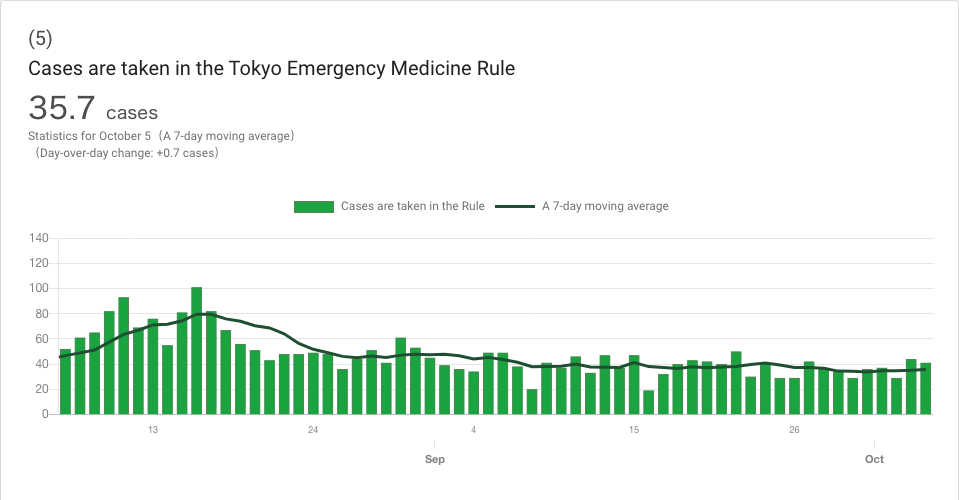 (5)
Cases are taken in the Tokyo Emergency Medicine Rule
35.7 cases
Statistics for October 5（A 7-day moving average）
（Day-over-day change: +0.7 cases）
Cases are taken in the Rule A 7-day moving average
140
120
100
80
60
40
20
0
13 24 4 15 26
Sep Oct